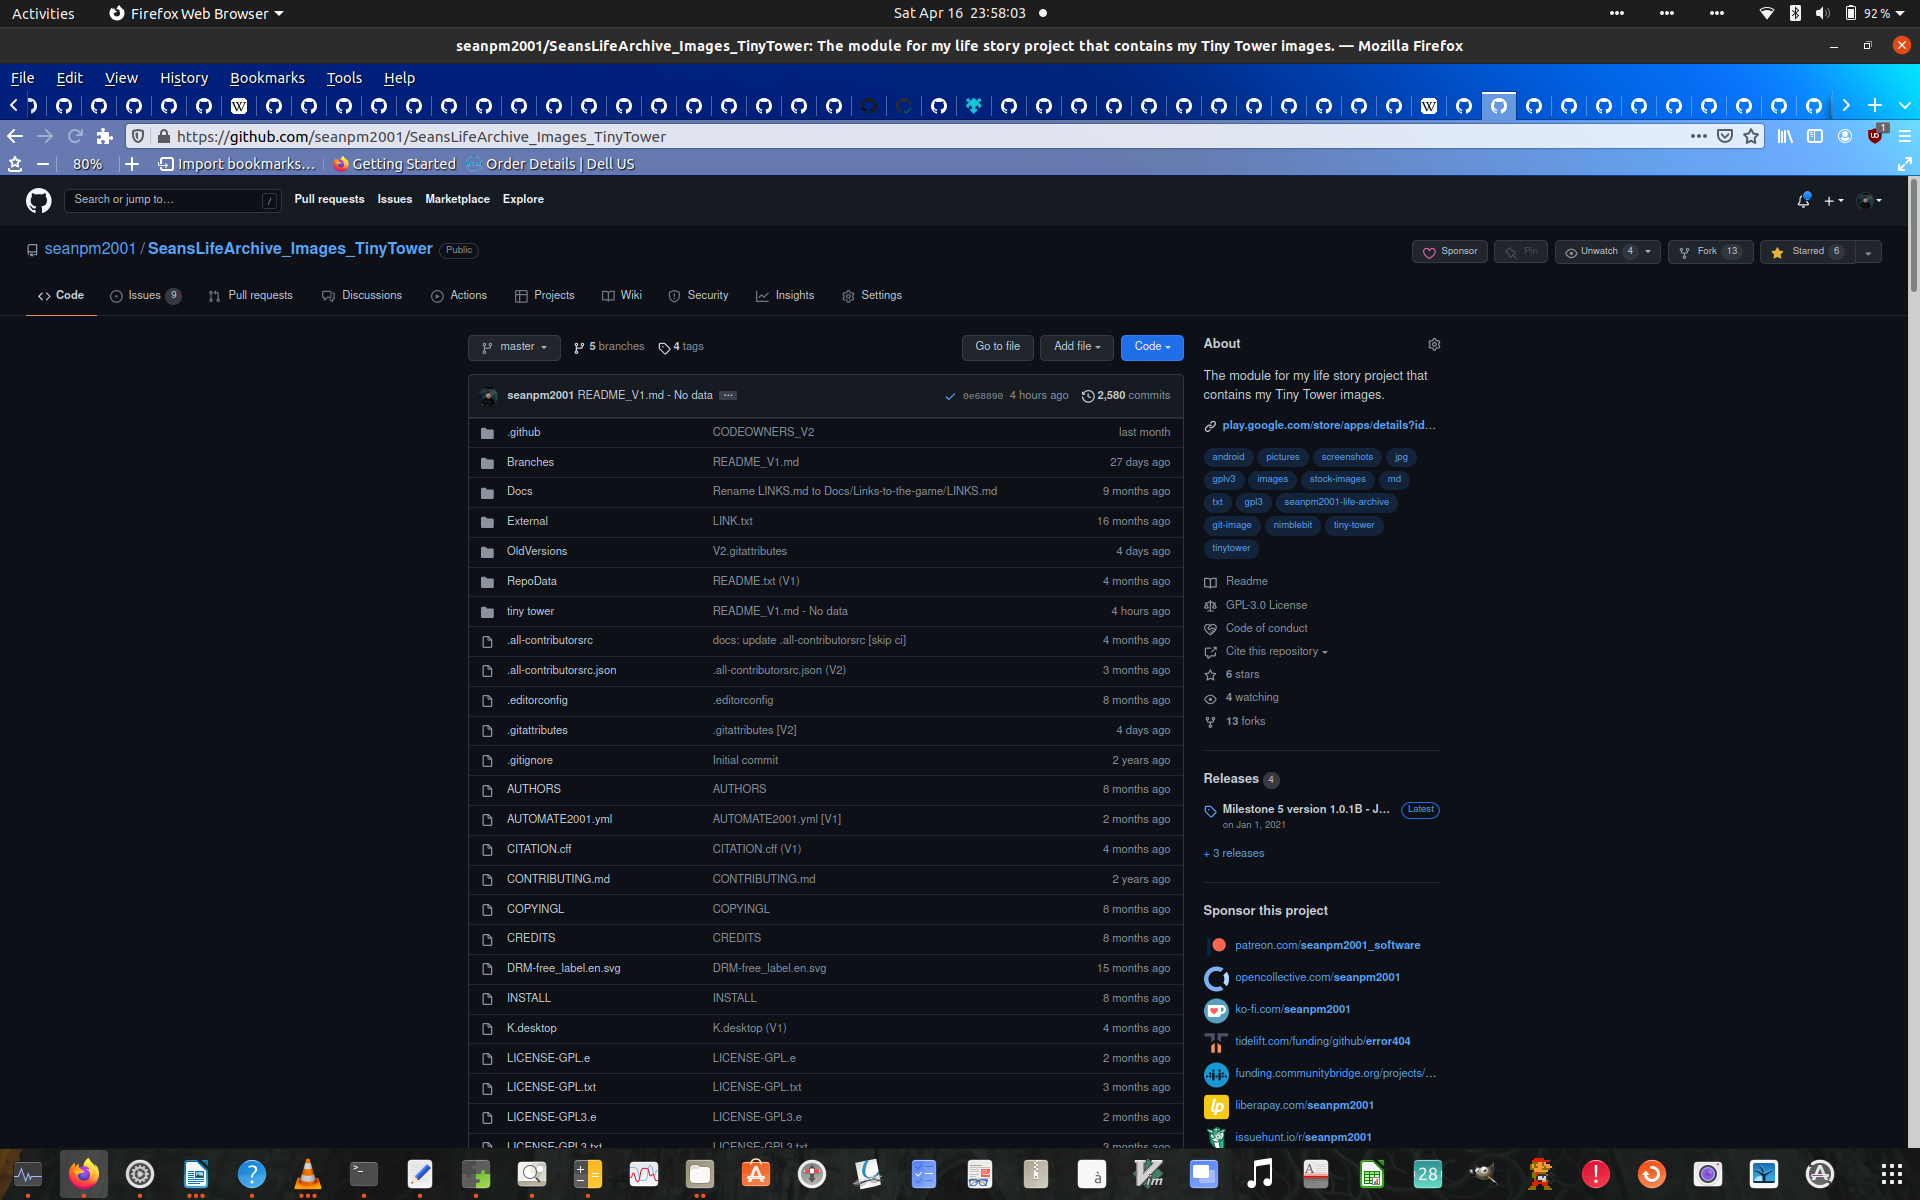 Activities
Firefox Web Browser
Sat Apr 16 23:58:03
92 %
seanpm2001/SeansLifeArchive_Images_TinyTower: The module for my life story project that contains my Tiny Tower images. — Mozilla Firefox
File Edit View History Bookmarks Tools Help
https://github.com/seanpm2001/SeansLifeArchive_Images_TinyTower
1
80%
Import bookmarks...
Getting Started
Order Details | Dell US
Search or jump to...
/
Pull requests Issues Marketplace Explore
seanpm2001 / SeansLifeArchive_Images_TinyTower Public
Sponsor
Pin
Unwatch 4
Fork 13
Starred 6
Code
Issues 9
Pull requests
Discussions
Actions
Projects
Wiki
Security
Insights
Settings
master
5 branches
4 tags
Go to file
Add file
Code
seanpm2001 README_V1.md - No data
0e68890 4 hours ago
2,580 commits
.github CODEOWNERS_V2 last month
Branches README_V1.md 27 days ago
Docs Rename LINKS.md to Docs/Links-to-the-game/LINKS.md 9 months ago
External LINK.txt 16 months ago
OldVersions V2.gitattributes 4 days ago
RepoData README.txt (V1) 4 months ago
tiny tower README_V1.md - No data 4 hours ago
.all-contributorsrc docs: update .all-contributorsrc [skip ci] 4 months ago
.all-contributorsrc.json .all-contributorsrc.json (V2) 3 months ago
.editorconfig .editorconfig 8 months ago
.gitattributes .gitattributes [V2] 4 days ago
.gitignore Initial commit 2 years ago
AUTHORS AUTHORS 8 months ago
AUTOMATE2001.yml AUTOMATE2001.yml [V1] 2 months ago
CITATION.cff CITATION.cff (V1) 4 months ago
CONTRIBUTING.md CONTRIBUTING.md 2 years ago
COPYINGL COPYINGL 8 months ago
CREDITS CREDITS 8 months ago
DRM-free_label.en.svg DRM-free_label.en.svg 15 months ago
INSTALL INSTALL 8 months ago
K.desktop K.desktop (V1) 4 months ago
LICENSE-GPL.e LICENSE-GPL.e 2 months ago
LICENSE-GPL.txt LICENSE-GPL.txt 3 months ago
LICENSE-GPL3.e LICENSE-GPL3.e 2 months ago
LICENSE-GPL3.txt LICENSE-GPL3.txt 3 months ago
About
The module for my life story project that
contains my Tiny Tower images.
play.google.com/store/apps/details?id...
android pictures screenshots jpg
gplv3 images stock-images md
txt gpl3 seanpm2001-life-archive
git-image nimblebit tiny-tower
tinytower
Readme
GPL-3.0 License
Code of conduct
Cite this repository
6 stars
4 watching
13 forks
Releases 4
Milestone 5 version 1.0.1B - J... Latest
on Jan 1, 2021
+ 3 releases
Sponsor this project
patreon.com/seanpm2001_software
opencollective.com/seanpm2001
ko-fi.com/seanpm2001
tidelift.com/funding/github/error404
funding.communitybridge.org/projects/...
liberapay.com/seanpm2001
issuehunt.io/r/seanpm2001
28